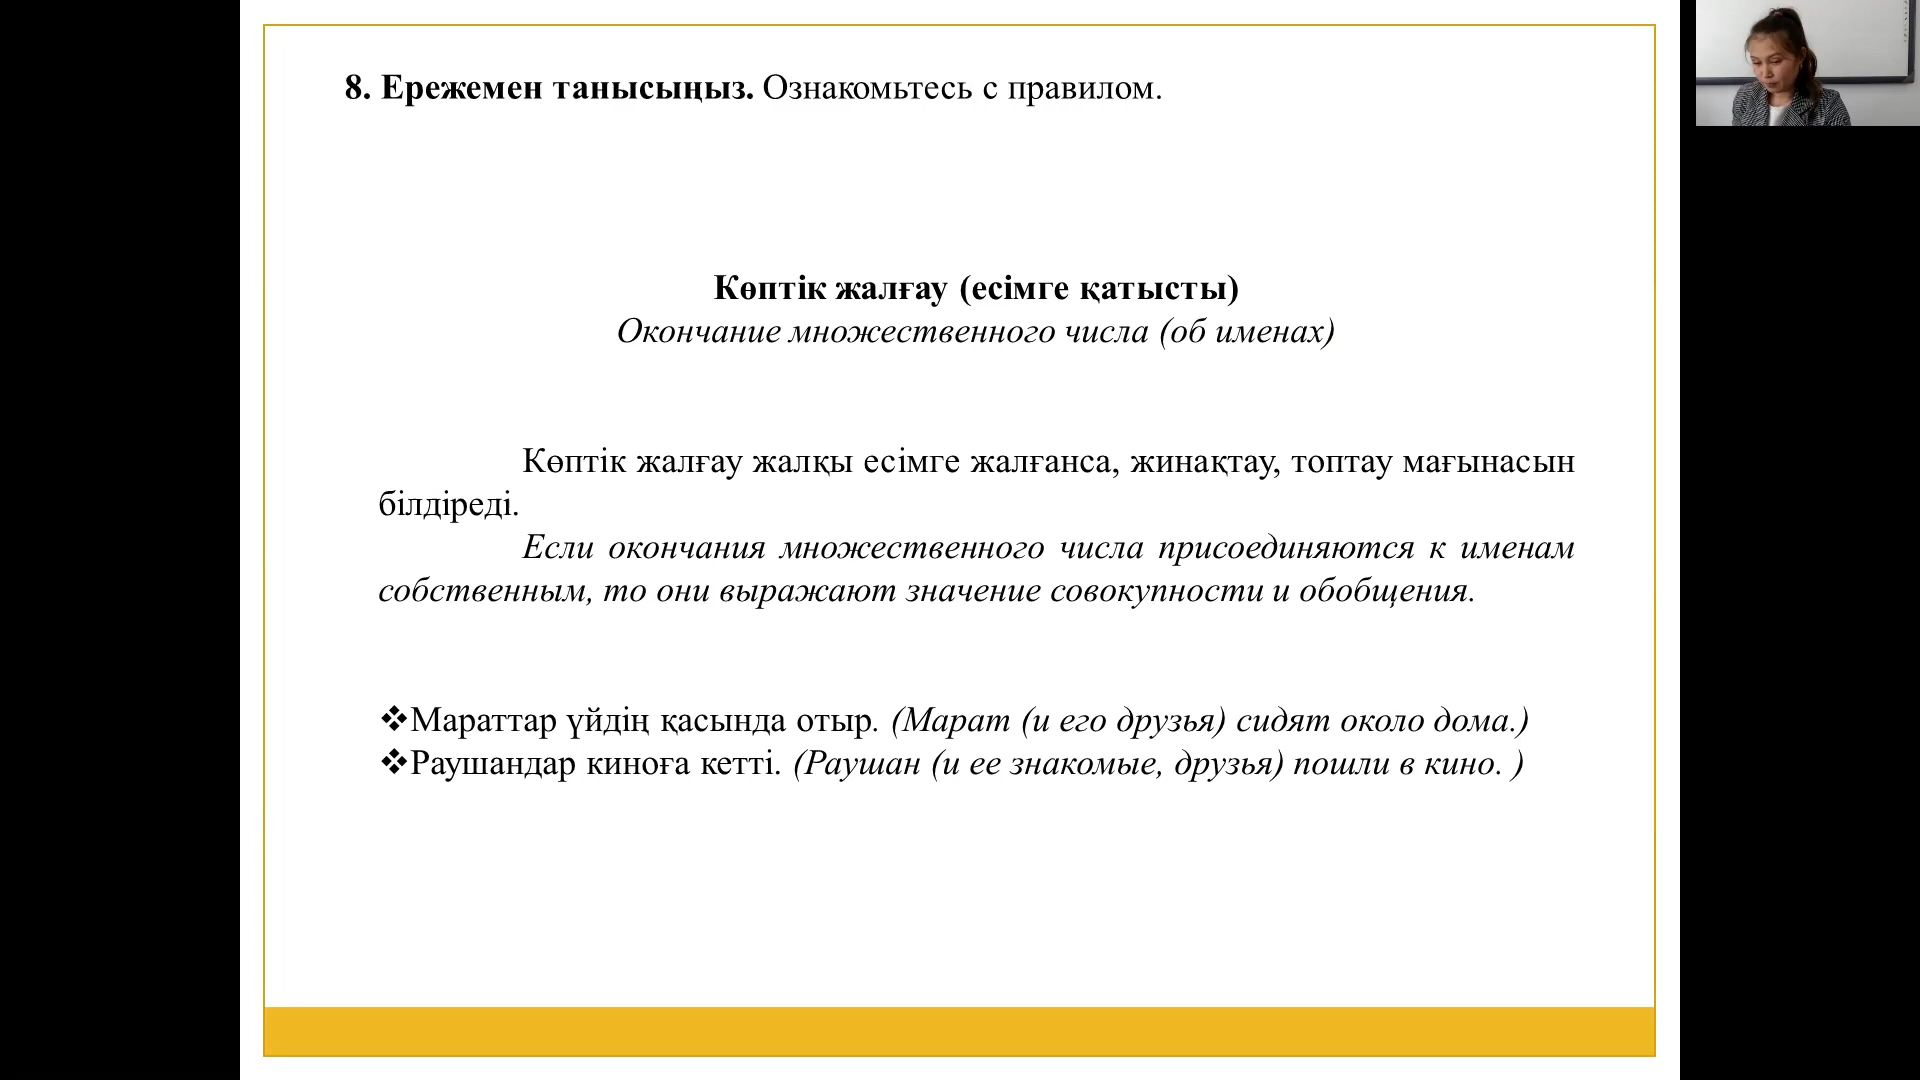 8. Ережемен танысыңыз. Ознакомьтесь с правилом.
Көптік жалғау (есімге қатысты)
Окончание множественного числа (об именах)
Көптік жалғау жалқы есімге жалғанса, жинақтау, топтау мағынасын
білдіреді.
Если окончания множественного числа присоединяются к именам
собственным, то они выражают значение совокупности и обобщения.
❖Мараттар үйдің қасында отыр. (Марат (и его друзья) сидят около дома.)
❖Раушандар киноға кетті. (Раушан (и ее знакомые, друзья) пошли в кино. )